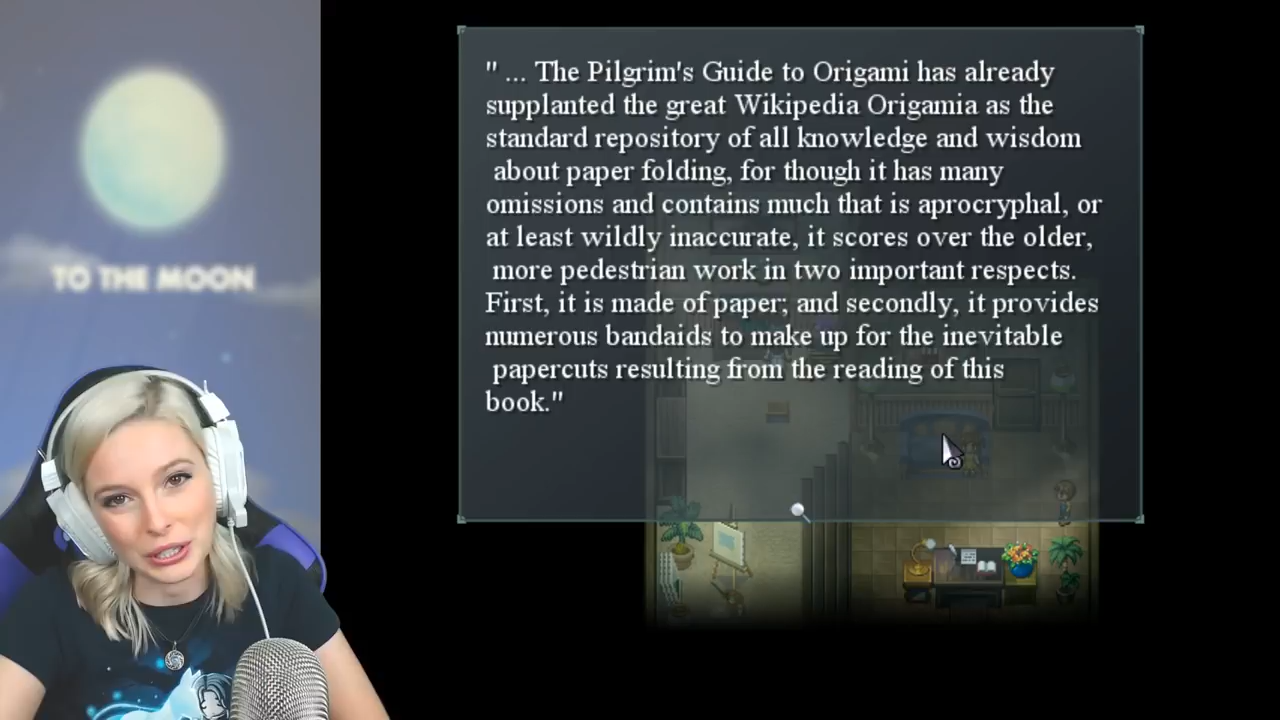 TO THE MOON
" ... The Pilgrim's Guide to Origami has already
supplanted the great Wikipedia Origamia as the
standard repository of all knowledge and wisdom
about paper folding, for though it has many
omissions and contains much that is aprocryphal, or
at least wildly inaccurate, it scores over the older,
more pedestrian work in two important respects.
First, it is made of paper; and secondly, it provides
numerous bandaids to make up for the inevitable
papercuts resulting from the reading of this
book."